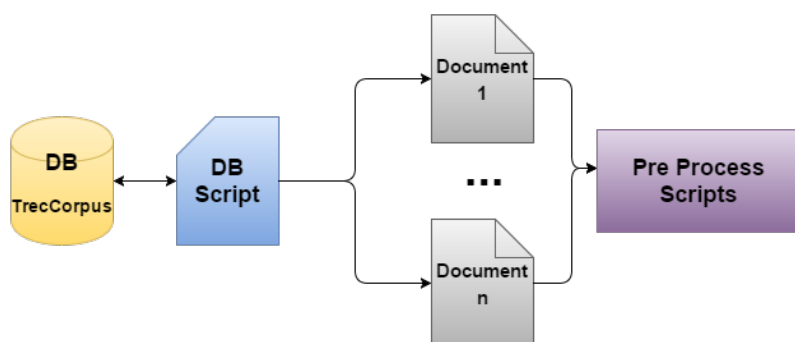 DB
TrecCorpus
DB
Script
Document
1
...
Document
n
Pre Process
Scripts